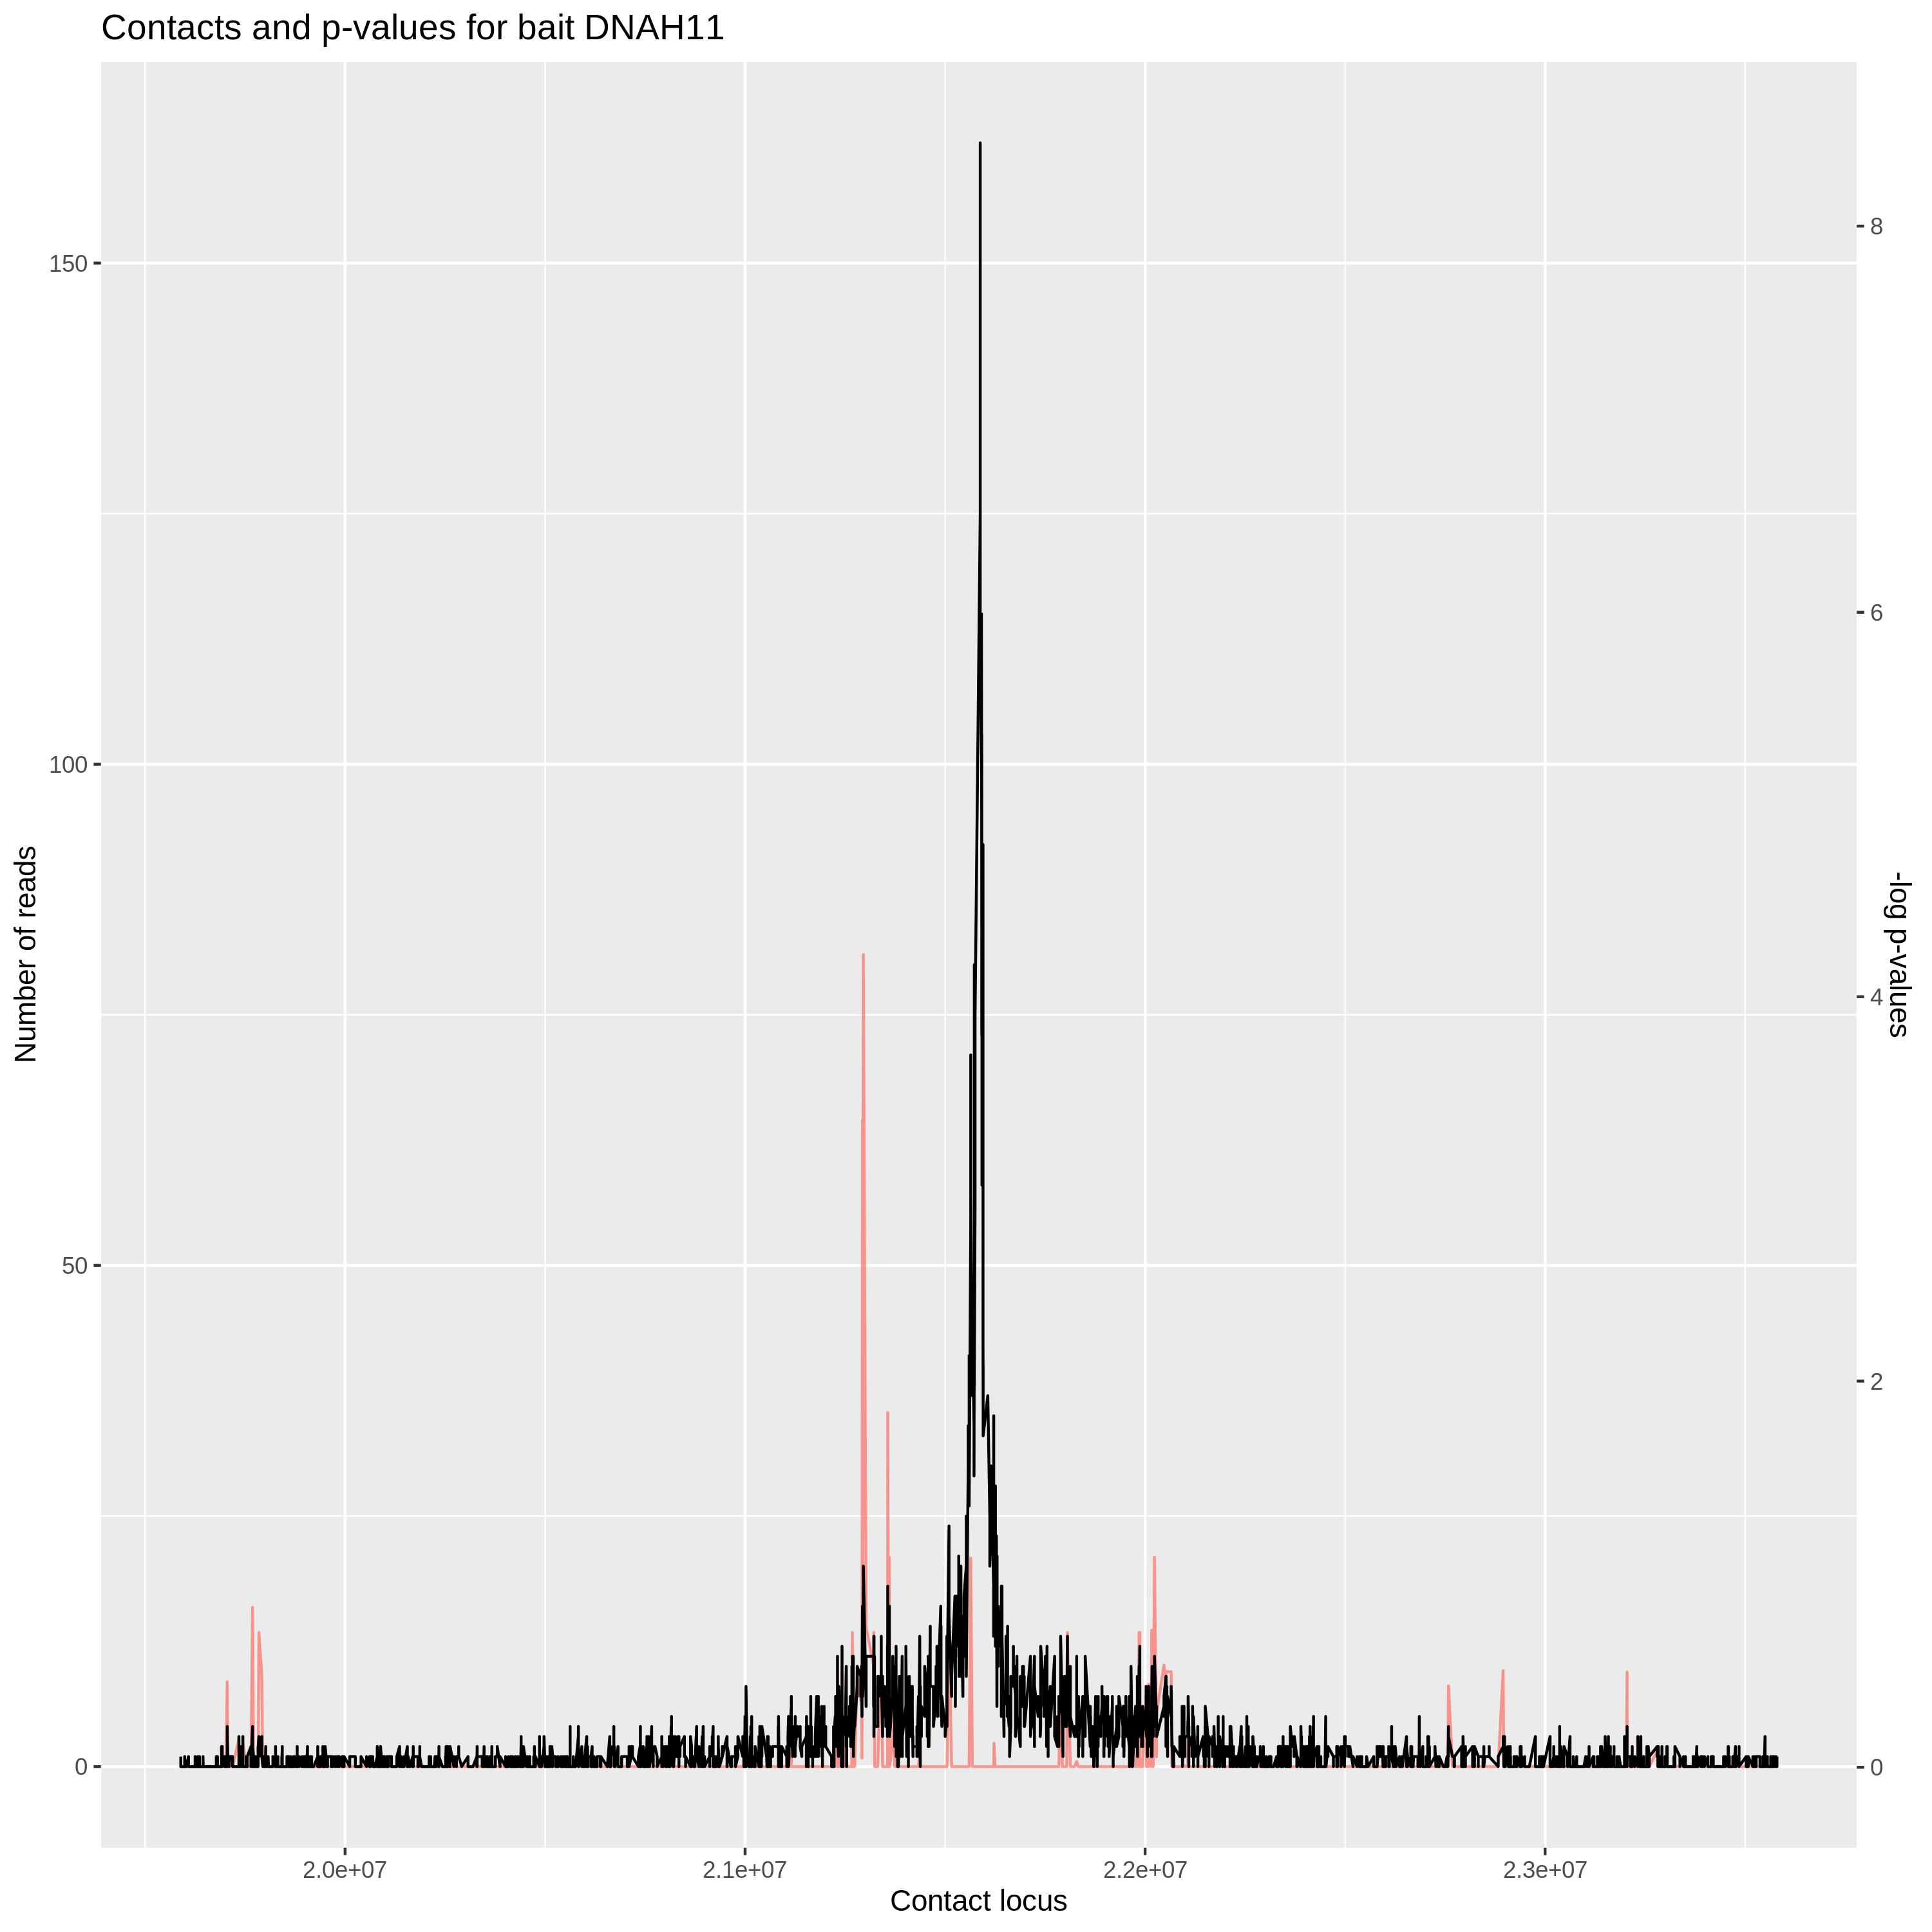 Contacts and p-values for bait DNAH11
Number of reads
150
100
50
0
8
6
4
2
0
-log p-values
2.0e+07
2.1e+07
2.2e+07
2.3e+07
Contact locus